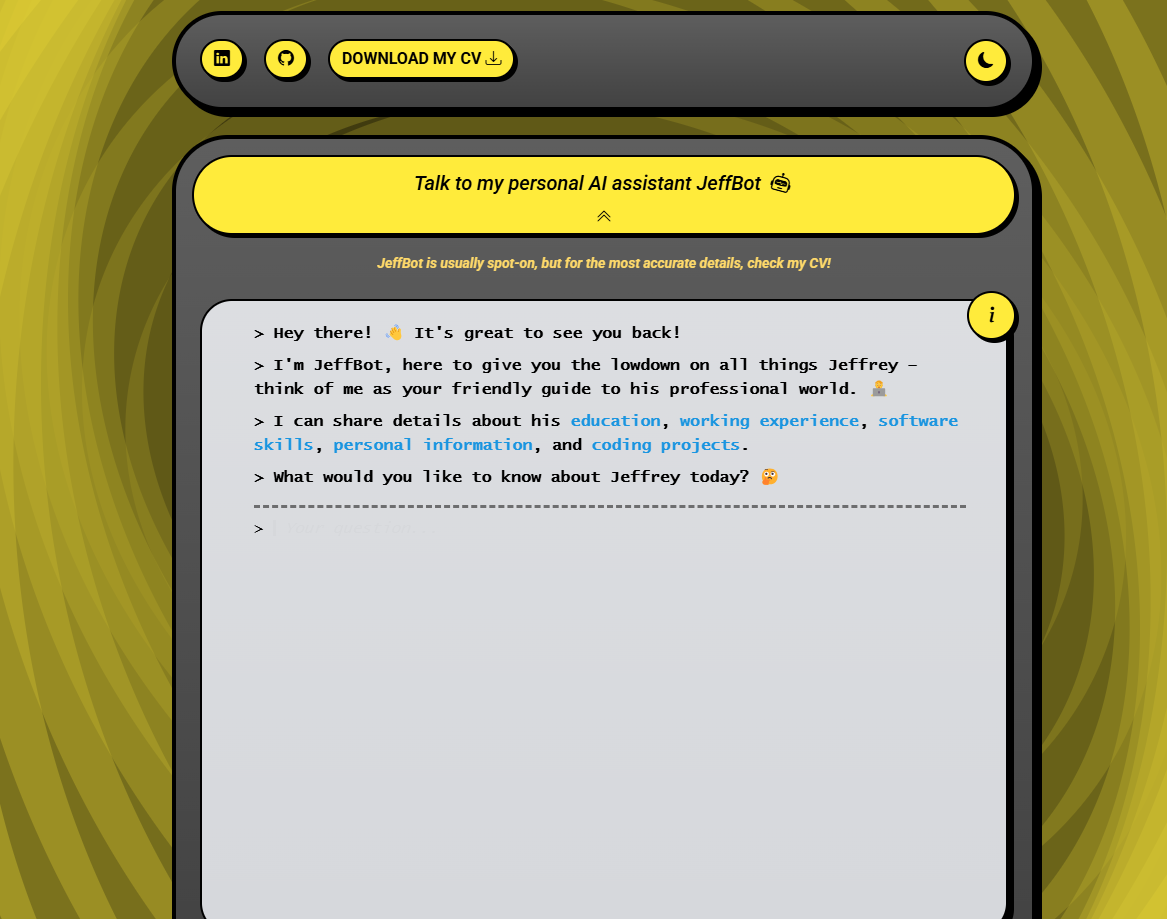 DOWNLOAD MY CV
Talk to my personal AI assistant JeffBot
JeffBot is usually spot-on, but for the most accurate details, check my CV!
i
> Hey there! 👋 It's great to see you back!
> I'm JeffBot, here to give you the lowdown on all things Jeffrey –
think of me as your friendly guide to his professional world. 👨‍💻
> I can share details about his education, working experience, software
skills, personal information, and coding projects.
> What would you like to know about Jeffrey today? 🤔
> Your question...